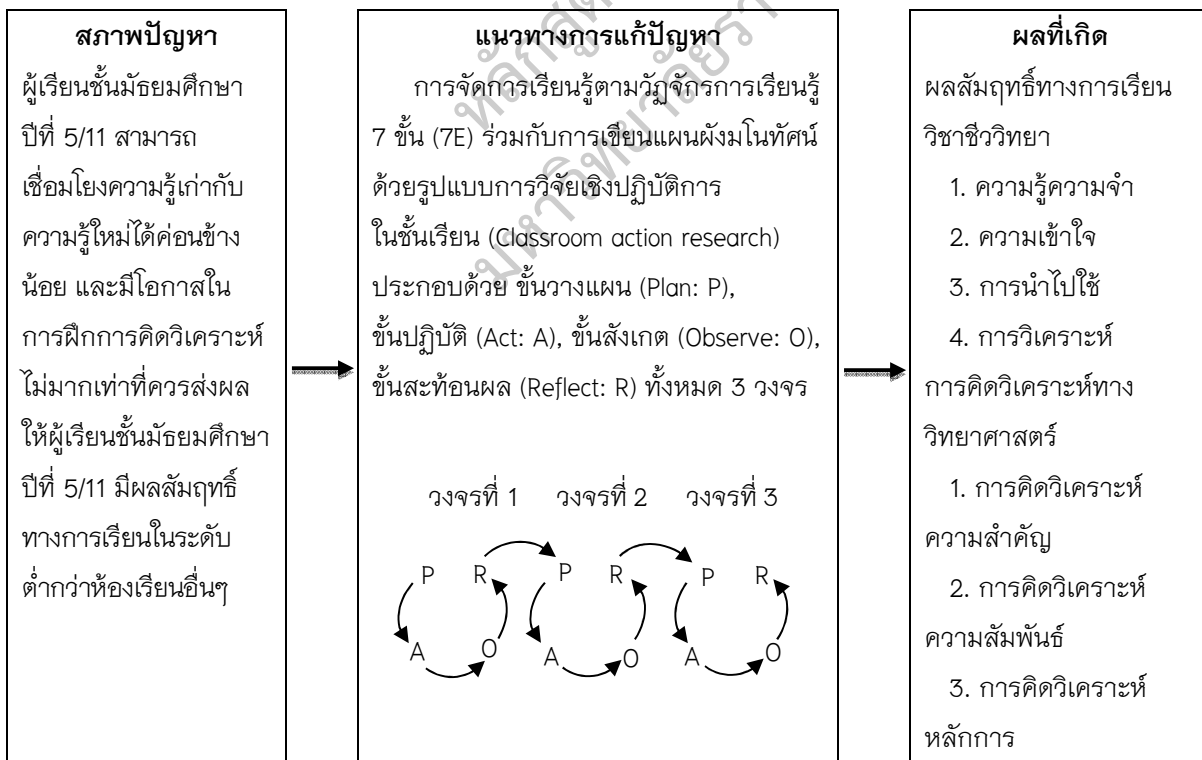 สภาพปัญหา
ผู้เรียนชั้นมัธยมศึกษา
ปีที่ 5/11 สามารถ
เชื่อมโยงความรู้เก่ากับ
ความรู้ใหม่ได้ค่อนข้าง
น้อย และมีโอกาสใน
การฝึกการคิดวิเคราะห์
ไม่มากเท่าที่ควรส่งผล
ให้ผู้เรียนชั้นมัธยมศึกษา
ปีที่ 5/11 มีผลสัมฤทธิ์
ทางการเรียนในระดับ
ต่ำกว่าห้องเรียนอื่นๆ
แนวทางการแก้ปัญหา
การจัดการเรียนรู้ตามวัฏจักรการเรียนรู้
7 ขั้น (7E) ร่วมกับการเขียนแผนผังมโนทัศน์
ด้วยรูปแบบการวิจัยเชิงปฏิบัติการ
ในชั้นเรียน (Classroom action research)
ประกอบด้วย ขั้นวางแผน (Plan: P),
ขั้นปฏิบัติ (Act: A), ขั้นสังเกต (Observe: O),
ขั้นสะท้อนผล (Reflect: R) ทั้งหมด 3 วงจร
วงจรที่ 1 วงจรที่ 2 วงจรที่ 3
P R P R P R
A O A O A O
ผลที่เกิด
ผลสัมฤทธิ์ทางการเรียน
วิชาชีววิทยา
1. ความรู้ความจำ
2. ความเข้าใจ
3. การนำไปใช้
4. การวิเคราะห์
การคิดวิเคราะห์ทาง
วิทยาศาสตร์
1. การคิดวิเคราะห์
ความสำคัญ
2. การคิดวิเคราะห์
ความสัมพันธ์
3. การคิดวิเคราะห์
หลักการ